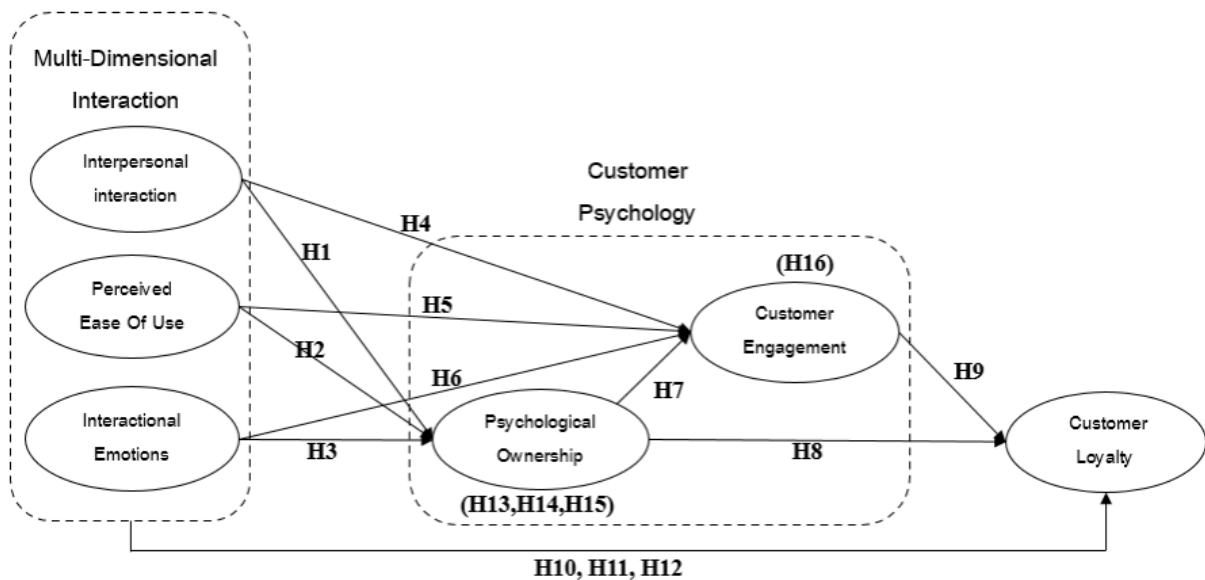 Multi-Dimensional
Interaction
Interpersonal
interaction
Customer
Psychology
H4
H1
(H16)
Perceived
Ease Of Use
H5
Customer
Engagement
H2
H6
H7
H9
Interactional
Emotions
H3
Psychological
Ownership
H8
Customer
Loyalty
(H13,H14,H15)
H10, H11, H12